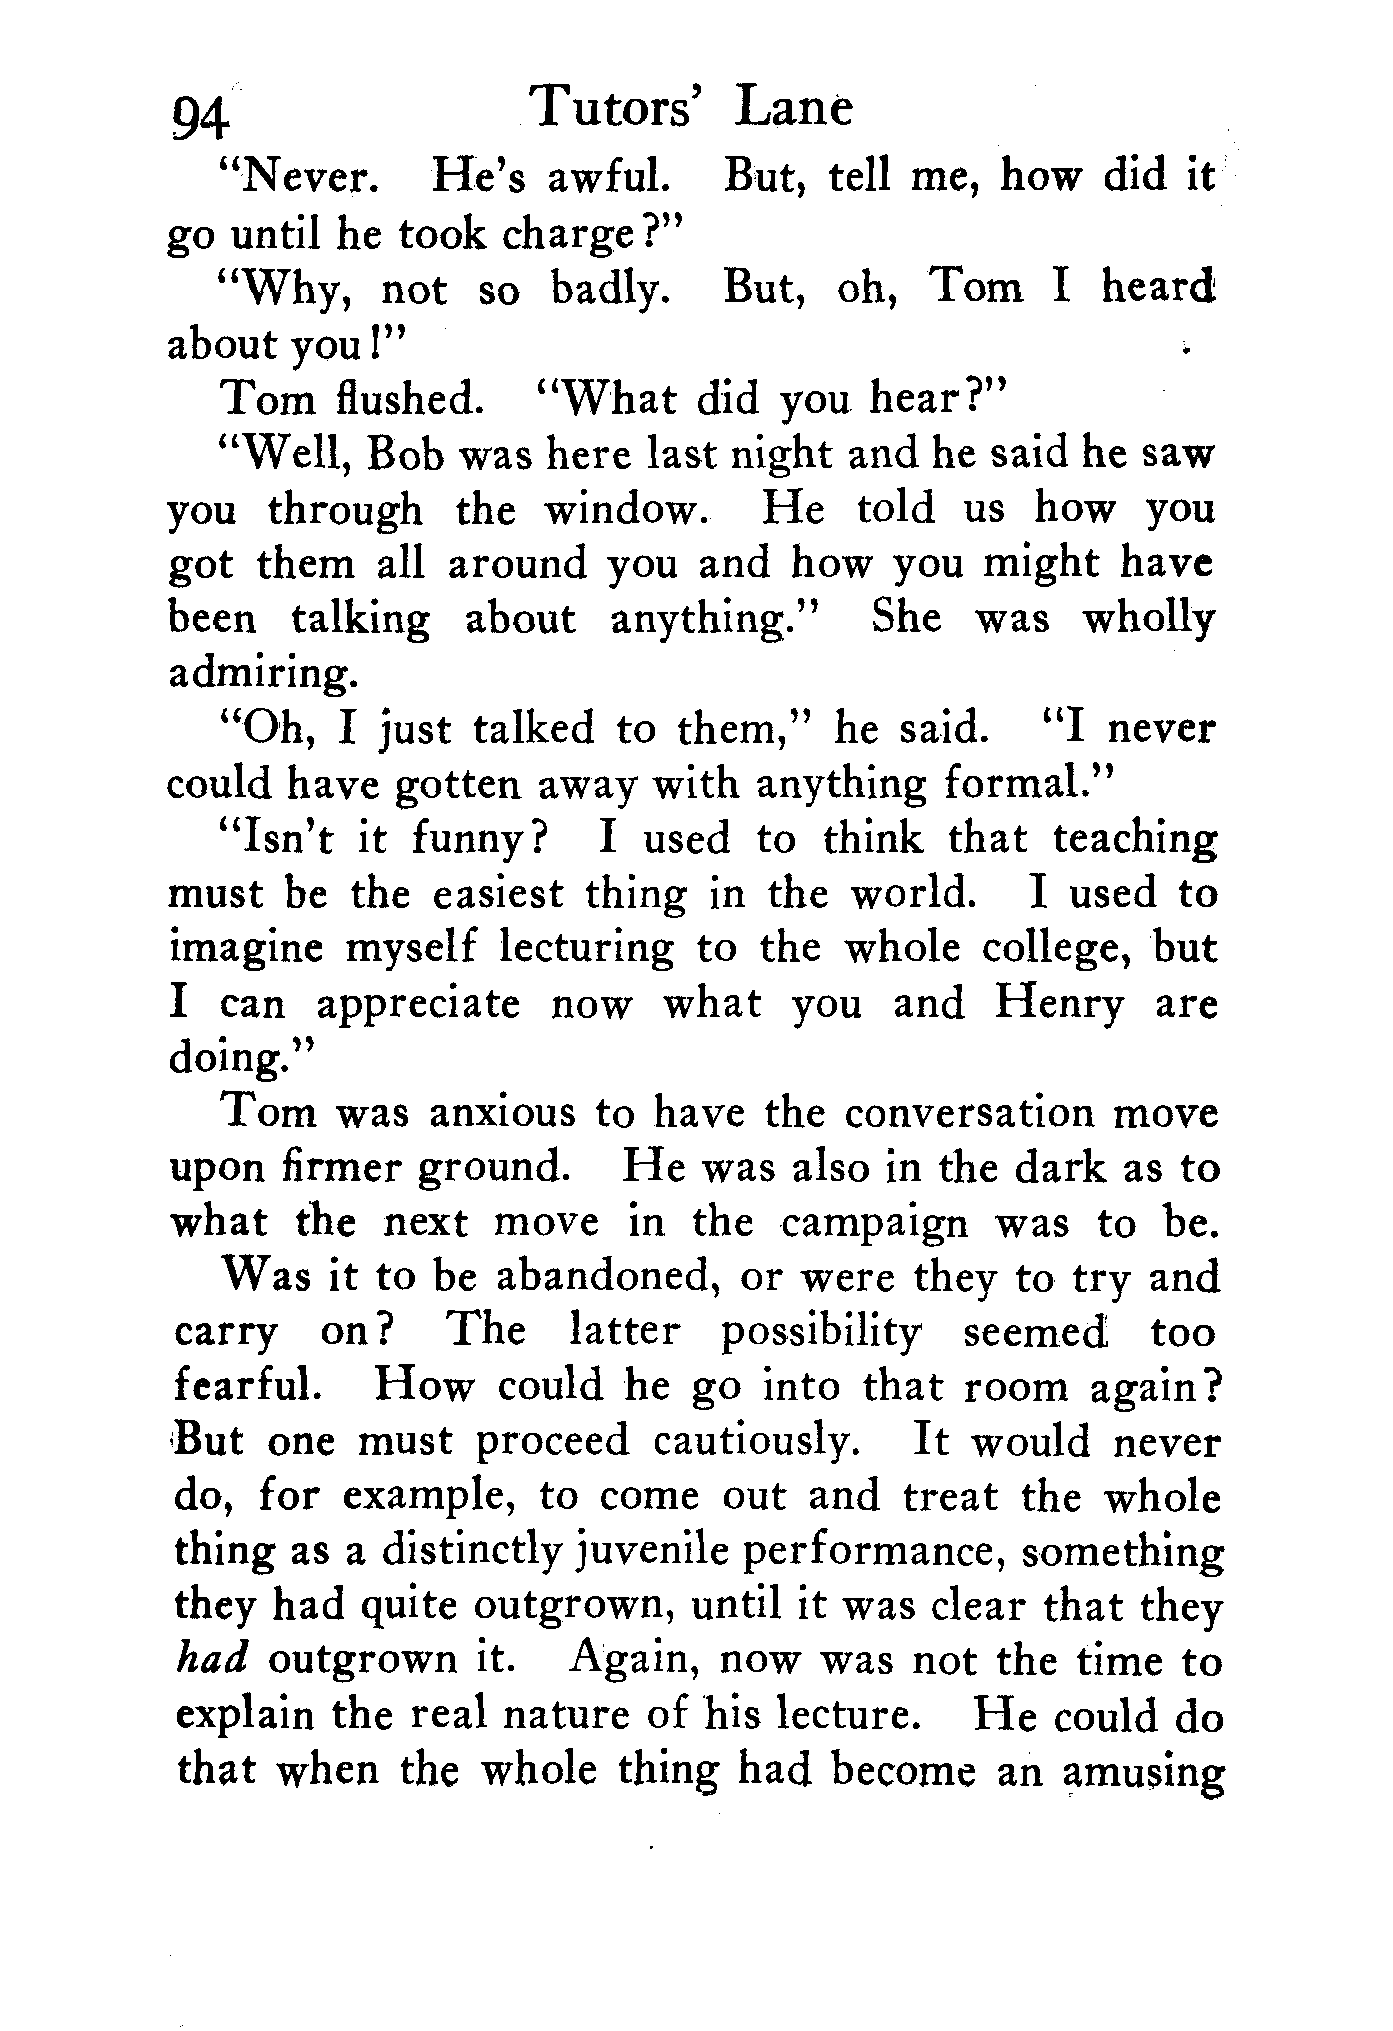 94 Tutors' Lane
"Never. He's awful. But, tell me, how did it
go until he took charge?"
"Why, not so badly. But, oh, Tom I heard
about you!"
Tom flushed. "What did you hear?"
"Well, Bob was here last night and he said he saw
you through the window. He told us how you
got them all around you and how you might have
been talking about anything." She was wholly
admiring.
"Oh, I just talked to them," he said. "I never
could have gotten away with anything formal."
"Isn't it funny? I used to think that teaching
must be the easiest thing in the world. I used to
imagine myself lecturing to the whole college, but
I can appreciate now what you and Henry are
doing."
Tom was anxious to have the conversation move
upon firmer ground. He was also in the dark as to
what the next move in the campaign was to be.
Was it to be abandoned, or were they to try and
carry on? The latter possibility seemed too
fearful. How could he go into that room again?
But one must proceed cautiously. It would never
do, for example, to come out and treat the whole
thing as a distinctly juvenile performance, something
they had quite outgrown, until it was clear that they
had outgrown it. Again, now was not the time to
explain the real nature of his lecture. He could do
that when the whole thing had become an amusing